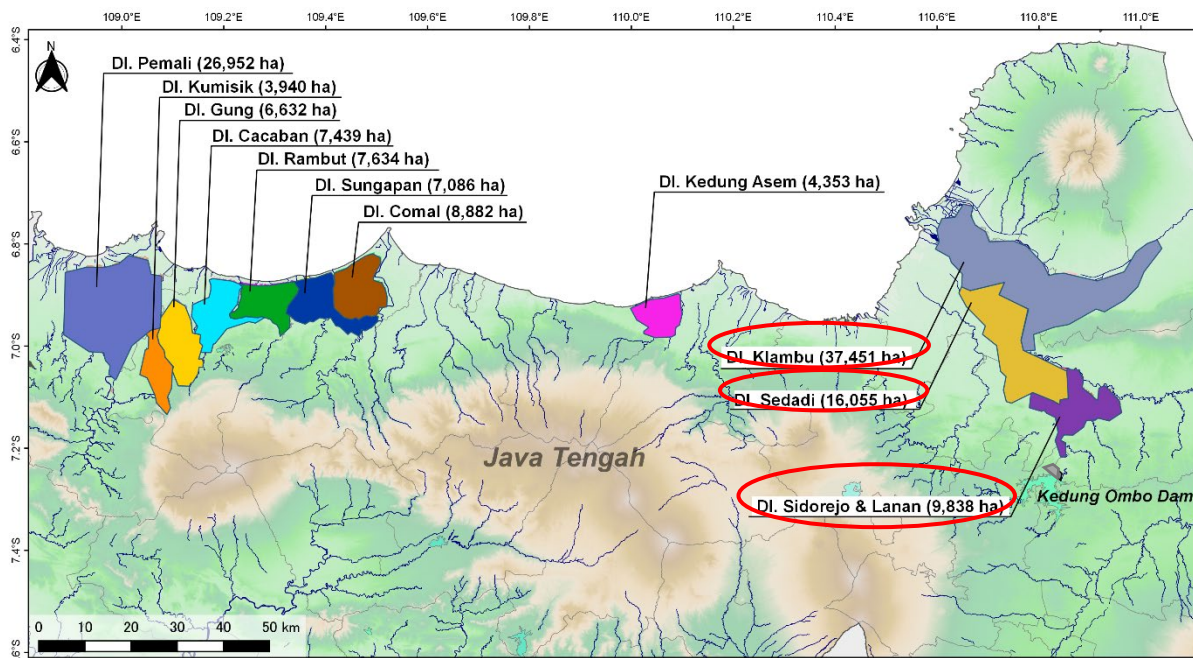 109.0°E 109.2°E 109.4°E 109.6°E 109.8°E 110.0°E 110.2°E 110.4°E 110.6°E 110.8°E 111.0°E
6.4°S
N
DI. Pemali (26,952 ha)
DI. Kumisik (3,940 ha)
DI. Gung (6,632 ha)
DI. Cacaban (7,439 ha)
DI. Rambut (7,634 ha)
DI. Sungapan (7,086 ha)
DI. Comal (8,882 ha)
DI. Kedung Asem (4,353 ha)
6.6°S
6.8°S
7.0°S
DI. Klambu (37,451 ha)
DI. Sedadi (16,055 ha)
7.2°S
Java Tengah
Kedung Ombo Dam
DI. Sidorejo & Lanan (9,838 ha)
7.4°S
0 10 20 30 40 50 km
7.6°S